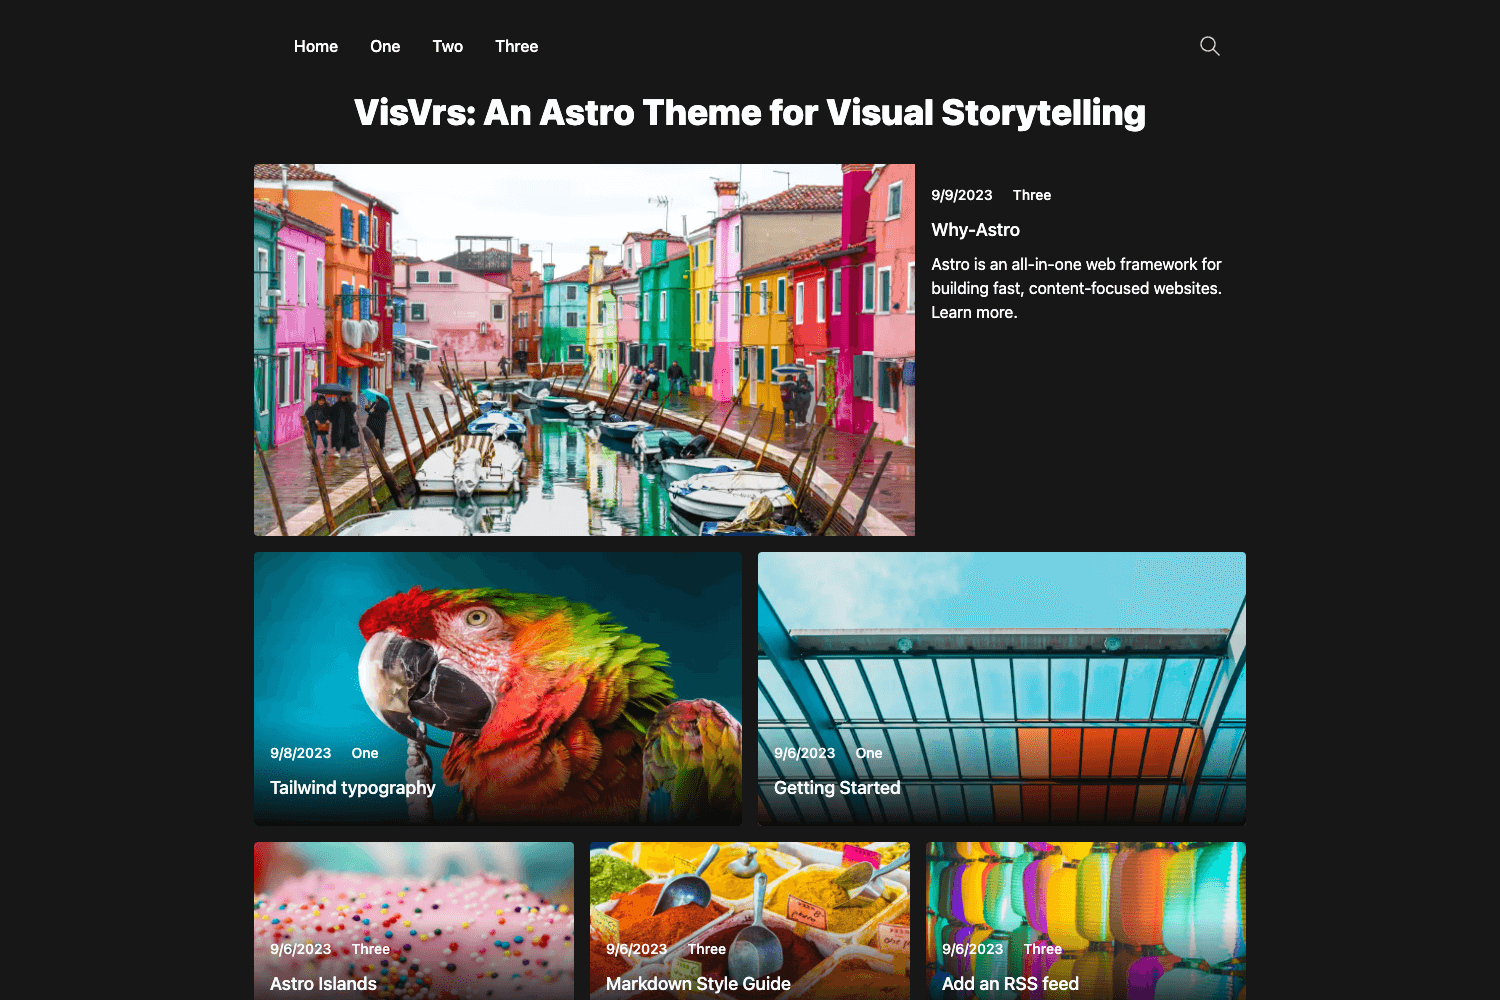 Home One Two Three
VisVrs: An Astro Theme for Visual Storytelling
9/9/2023 Three
Why-Astro
Astro is an all-in-one web framework for
building fast, content-focused websites.
Learn more.
9/8/2023 One
Tailwind typography
9/6/2023 One
Getting Started
9/6/2023 Three
Astro Islands
9/6/2023 Three
Markdown Style Guide
9/6/2023 Three
Add an RSS feed